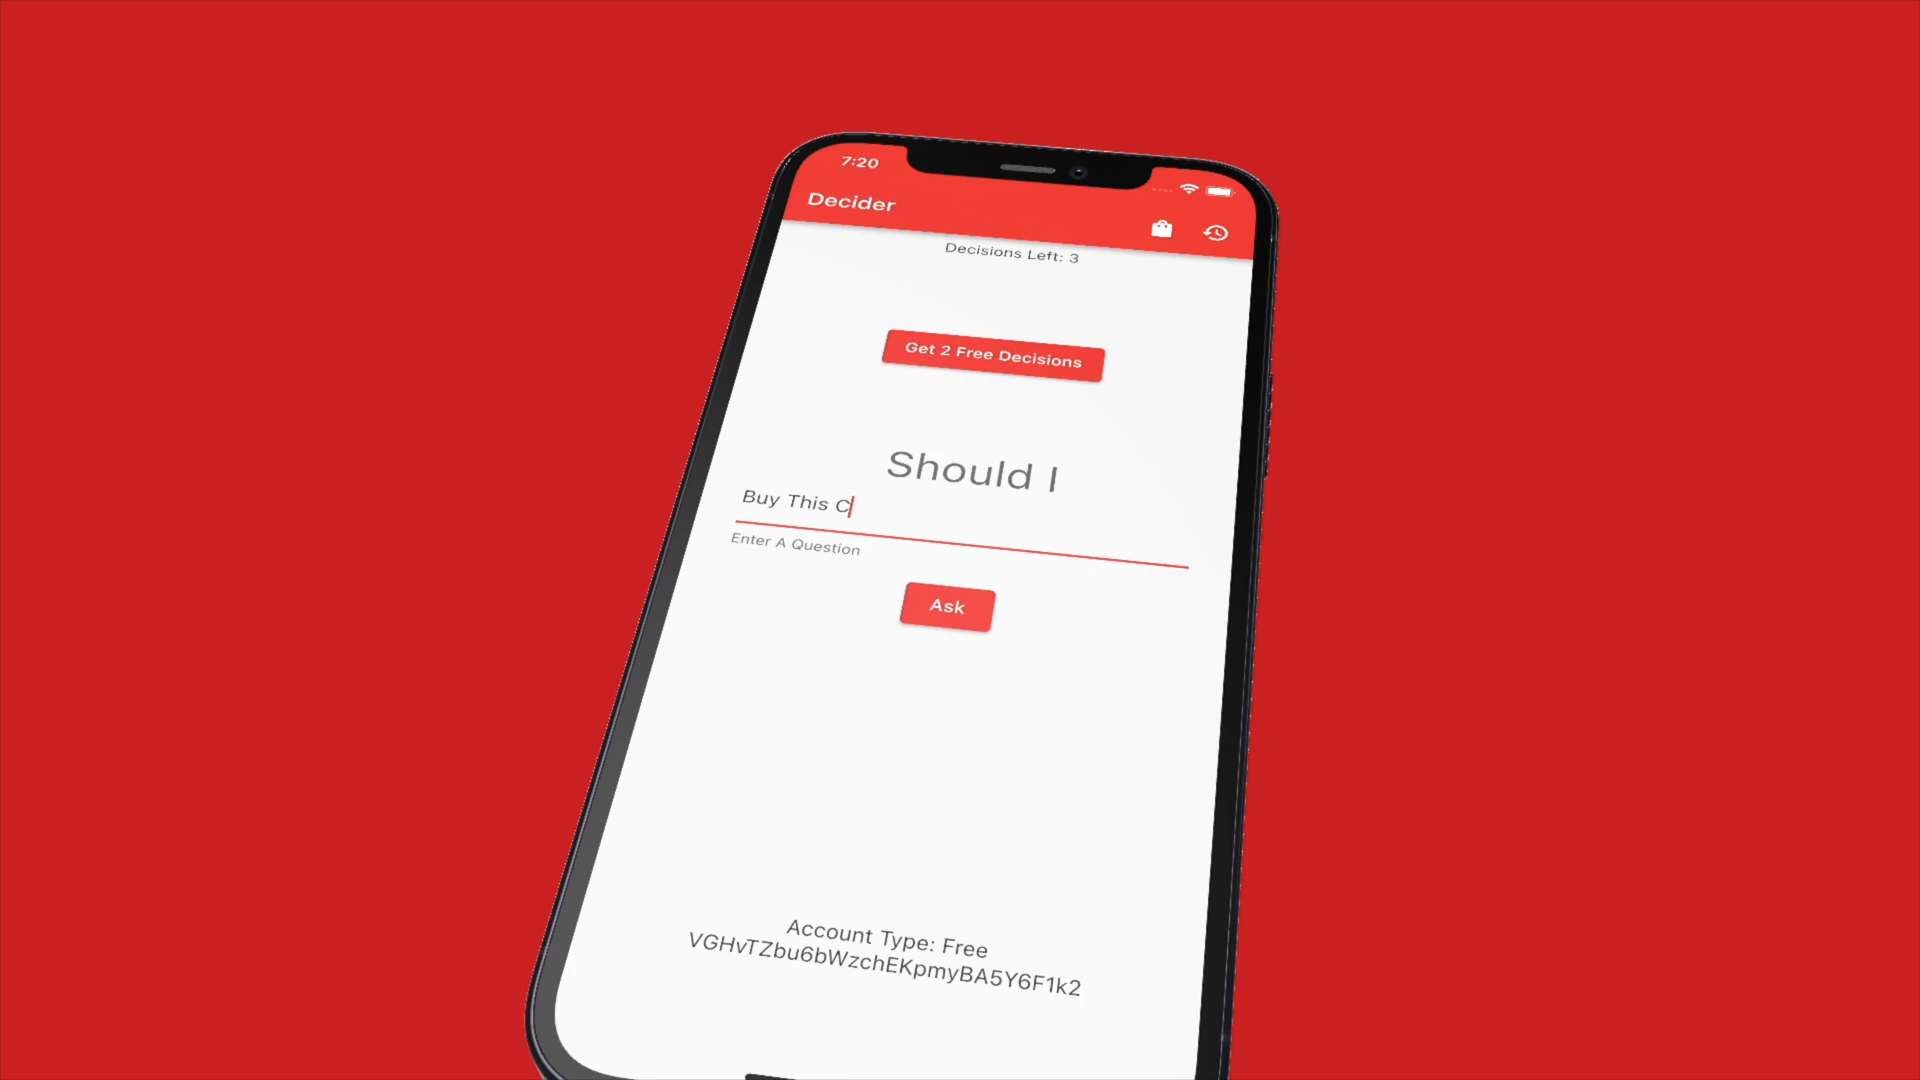 7:20
Decider
Decisions Left: 3
Get 2 Free Decisions
Should I
Buy This C
Enter A Question
Ask
Account Type: Free
VGHvTZbu6bWzchEKpmyBA5Y6F1k2